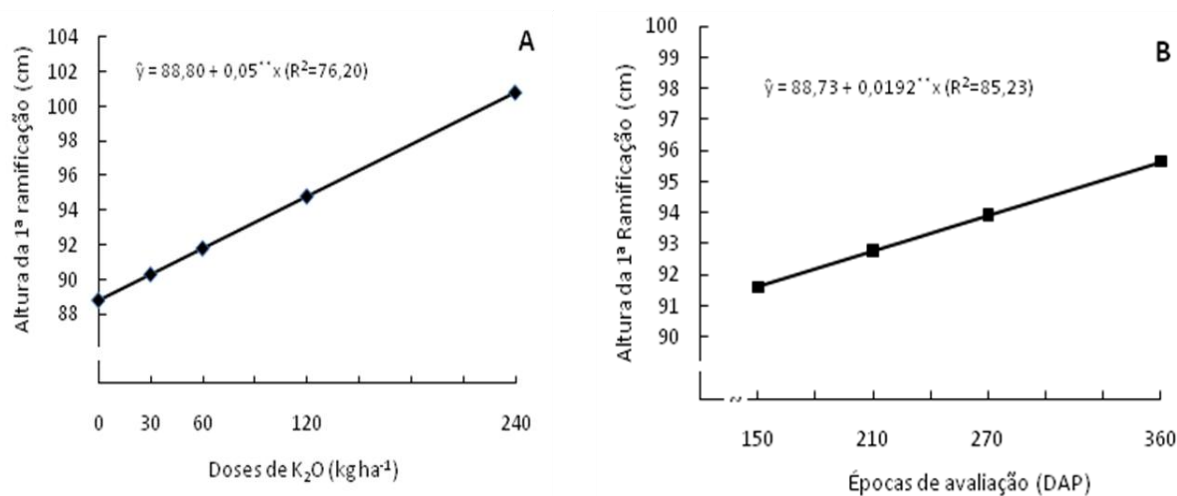 A
Altura da 1ª ramificação (cm)
ŷ = 88,80 + 0,05** x (R²=76,20)
104
102
100
98
96
94
92
90
88
0 30 60 120 240
Doses de K₂O (kg ha⁻¹)
B
Altura da 1ª Ramificação (cm)
ŷ = 88,73 + 0,0192** x (R²=85,23)
100
99
98
97
96
95
94
93
92
91
90
~
150 210 270 360
Épocas de avaliação (DAP)